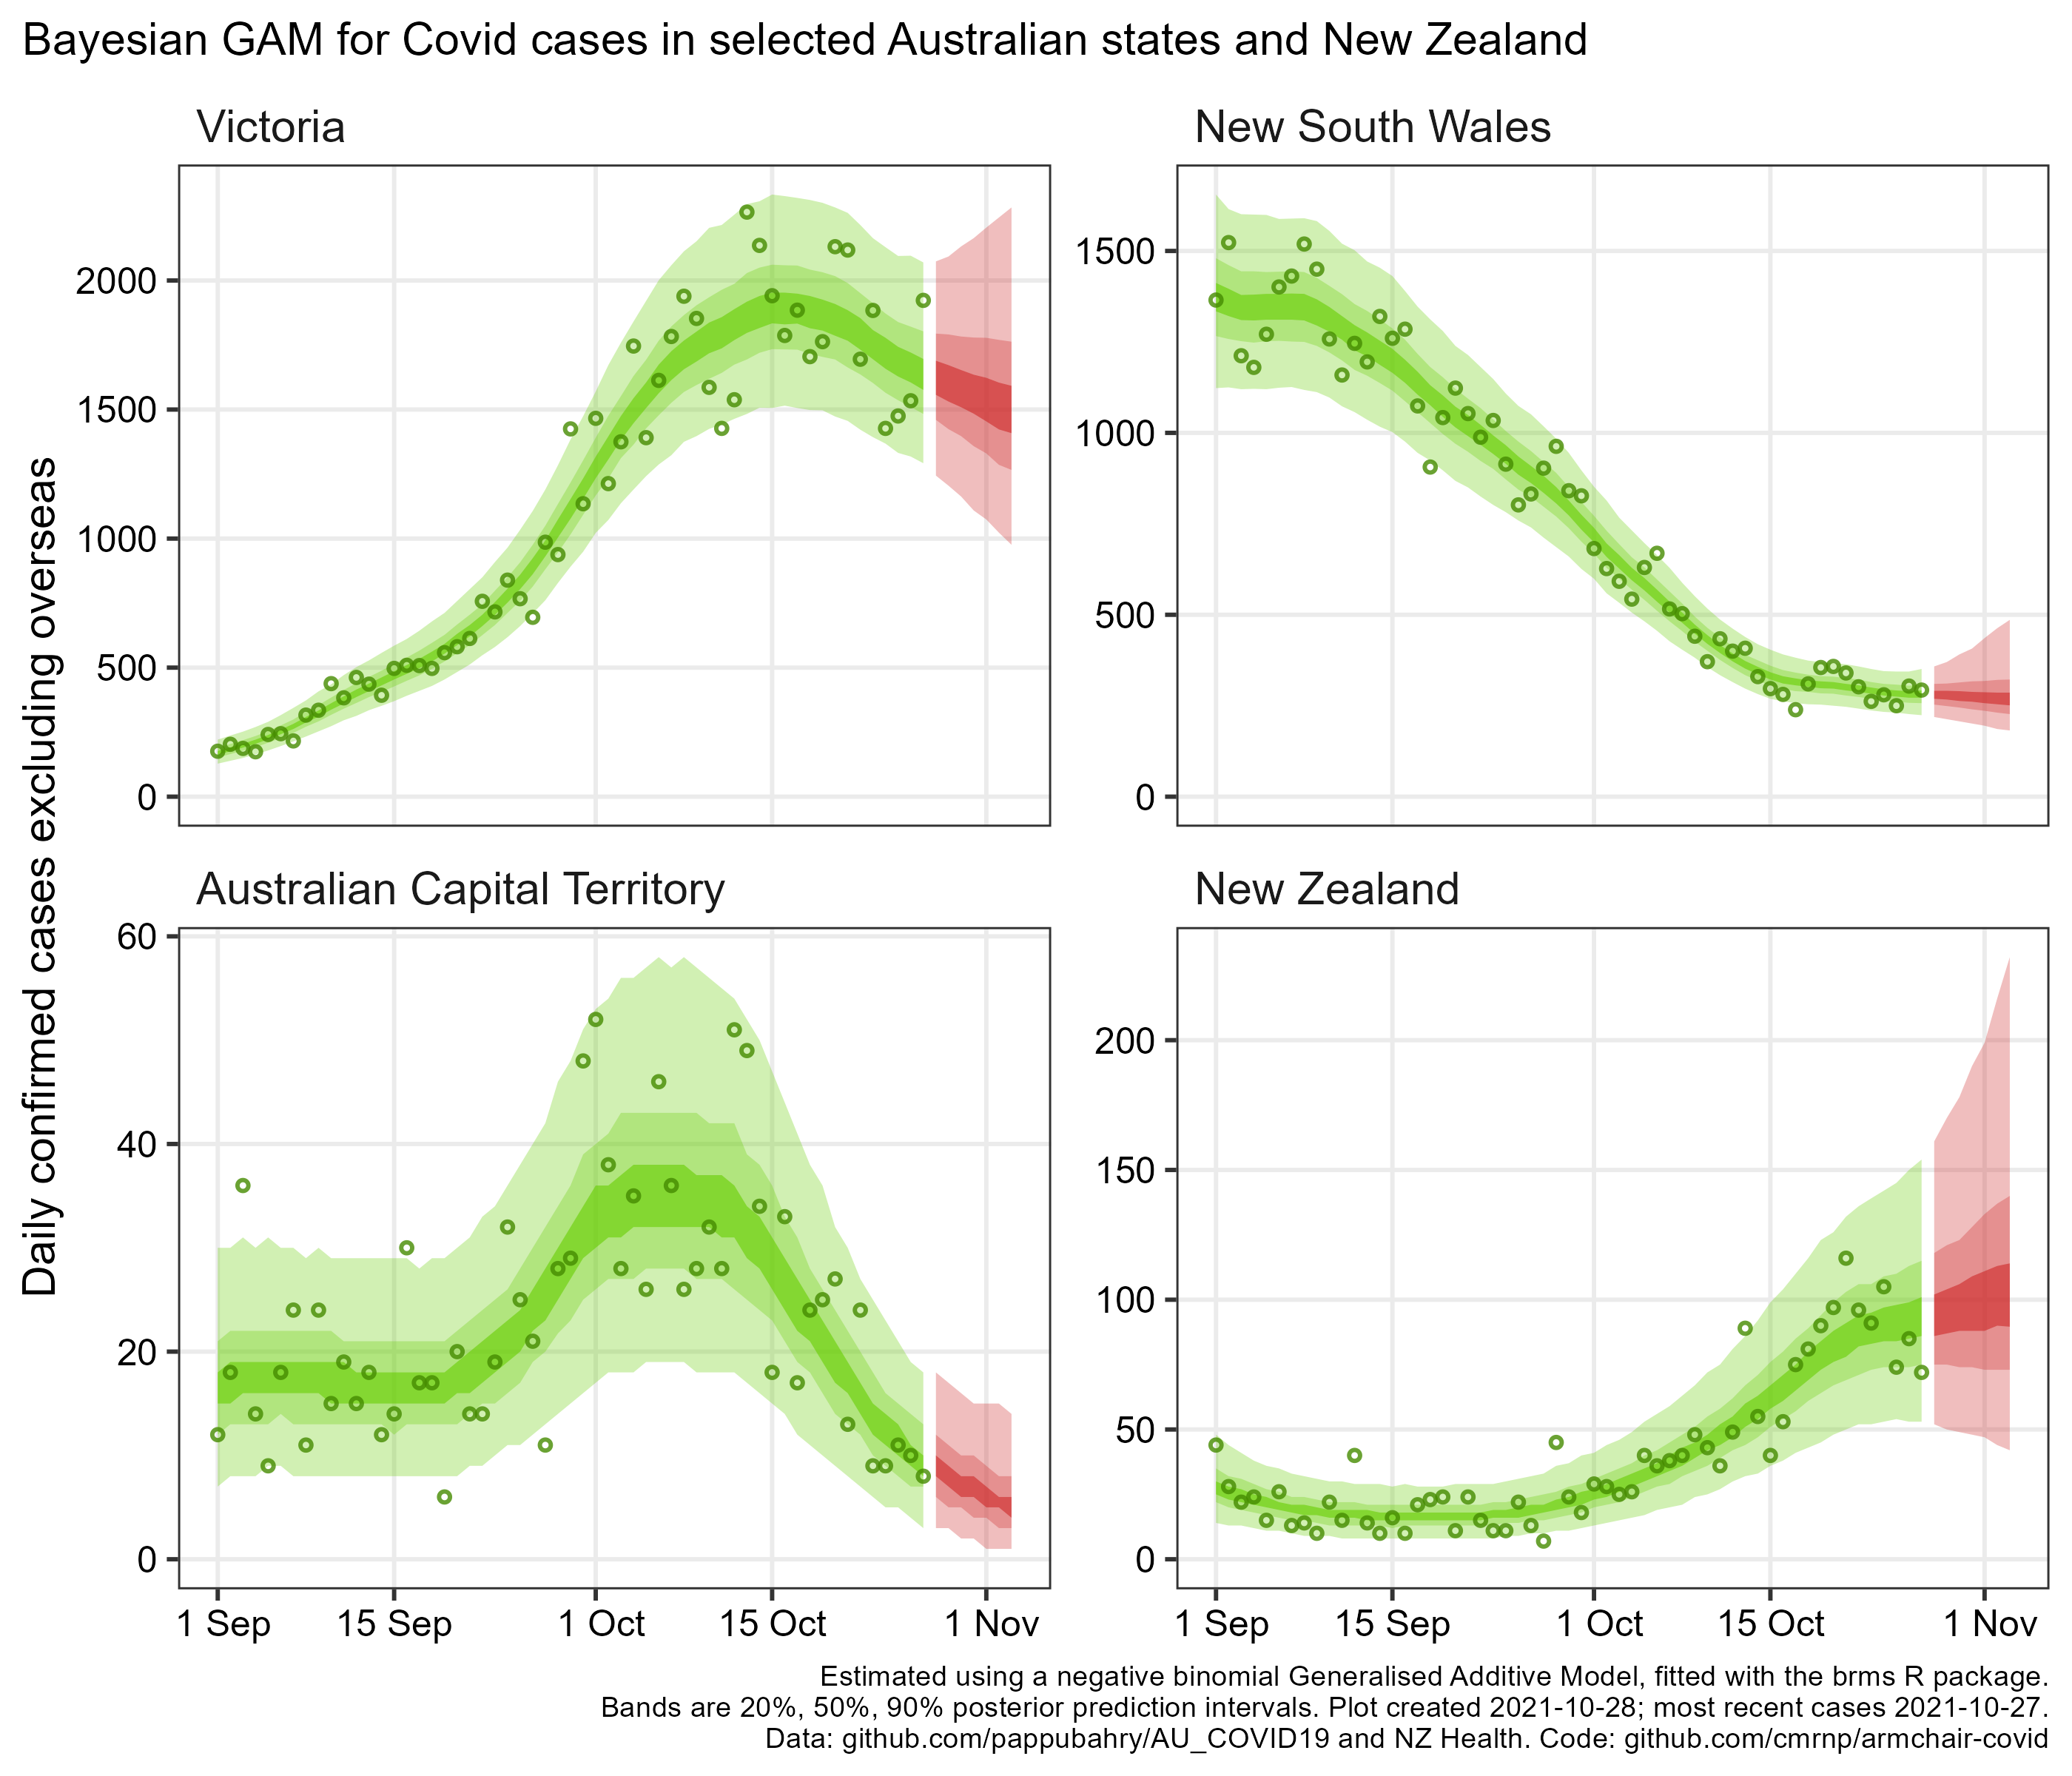 Bayesian GAM for Covid cases in selected Australian states and New Zealand
Daily confirmed cases excluding overseas
Victoria
2000
1500
1000
500
0
New South Wales
1500
1000
500
0
Australian Capital Territory
60
40
20
0
1 Sep 15 Sep 1 Oct 15 Oct 1 Nov
New Zealand
200
150
100
50
0
1 Sep 15 Sep 1 Oct 15 Oct 1 Nov
Estimated using a negative binomial Generalised Additive Model, fitted with the brms R package.
Bands are 20%, 50%, 90% posterior prediction intervals. Plot created 2021-10-28; most recent cases 2021-10-27.
Data: github.com/pappubahry/AU_COVID19 and NZ Health. Code: github.com/cmrnp/armchair-covid